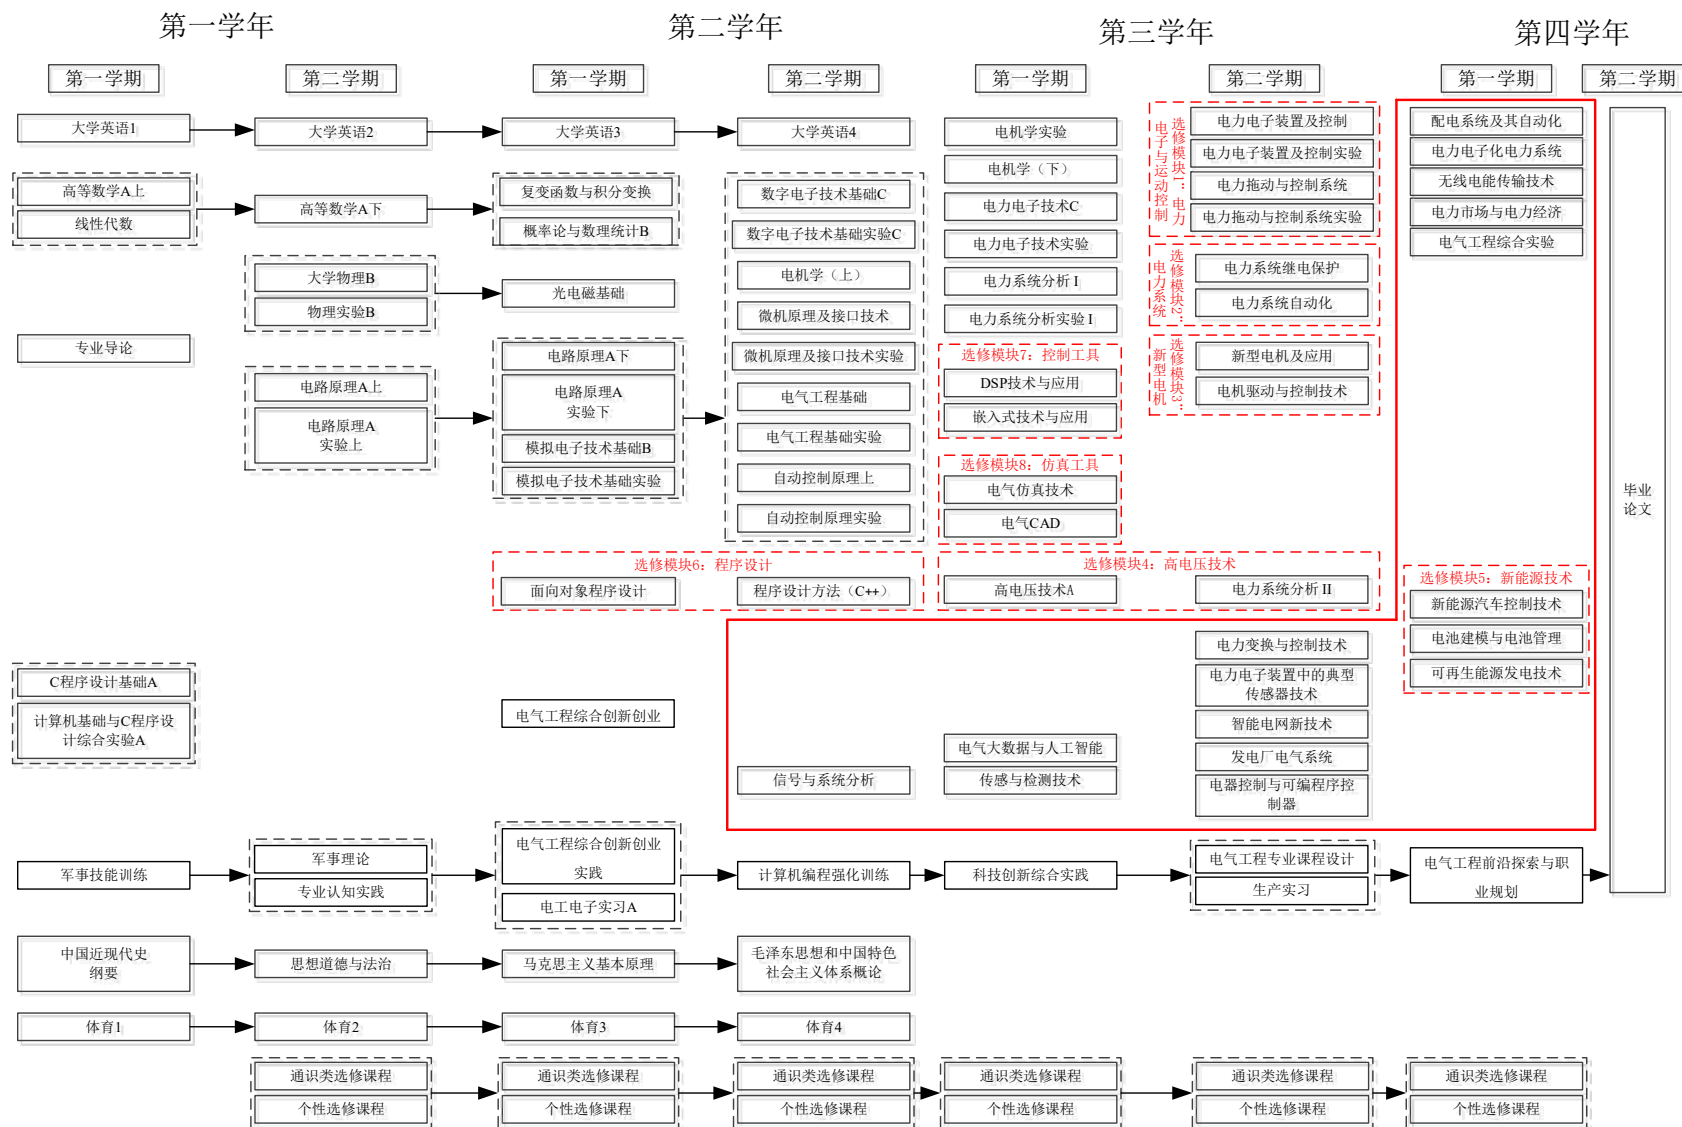 第一学年
第二学年
第三学年
第四学年
第一学期
第二学期
第一学期
第二学期
第一学期
第二学期
第一学期
第二学期
大学英语1
大学英语2
大学英语3
大学英语4
高等数学A上
线性代数
高等数学A下
复变函数与积分变换
概率论与数理统计B
大学物理B
物理实验B
光电磁基础
专业导论
电路原理A上
电路原理A
实验上
电路原理A下
电路原理A
实验下
模拟电子技术基础B
模拟电子技术基础实验
数字电子技术基础C
数字电子技术基础实验C
电机学（上）
微机原理及接口技术
微机原理及接口技术实验
电气工程基础
电气工程基础实验
自动控制原理上
自动控制原理实验
电机学实验
电机学（下）
电力电子技术C
电力电子技术实验
电力系统分析 I
电力系统分析实验 I
选修模块7：控制工具
DSP技术与应用
嵌入式技术与应用
选修模块8：仿真工具
电气仿真技术
电气CAD
选修模块1：电力
电子与运动控制
电力电子装置及控制
电力电子装置及控制实验
电力拖动与控制系统
电力拖动与控制系统实验
选修模块2：
电力系统
电力系统继电保护
电力系统自动化
选修模块3：
新型电机
新型电机及应用
电机驱动与控制技术
配电系统及其自动化
电力电子化电力系统
无线电能传输技术
电力市场与电力经济
电气工程综合实验
选修模块6：程序设计
面向对象程序设计
程序设计方法（C++）
选修模块4：高电压技术
高电压技术A
电力系统分析 II
选修模块5：新能源技术
新能源汽车控制技术
电池建模与电池管理
可再生能源发电技术
毕业
论文
C程序设计基础A
计算机基础与C程序设
计综合实验A
电气工程综合创新创业
信号与系统分析
电气大数据与人工智能
传感与检测技术
电力变换与控制技术
电力电子装置中的典型
传感器技术
智能电网新技术
发电厂电气系统
电器控制与可编程序控
制器
军事技能训练
军事理论
专业认知实践
电气工程综合创新创业
实践
电工电子实习A
计算机编程强化训练
科技创新综合实践
电气工程专业课程设计
生产实习
电气工程前沿探索与职
业规划
中国近现代史
纲要
思想道德与法治
马克思主义基本原理
毛泽东思想和中国特色
社会主义体系概论
体育1
体育2
体育3
体育4
通识类选修课程
个性选修课程
通识类选修课程
个性选修课程
通识类选修课程
个性选修课程
通识类选修课程
个性选修课程
通识类选修课程
个性选修课程
通识类选修课程
个性选修课程